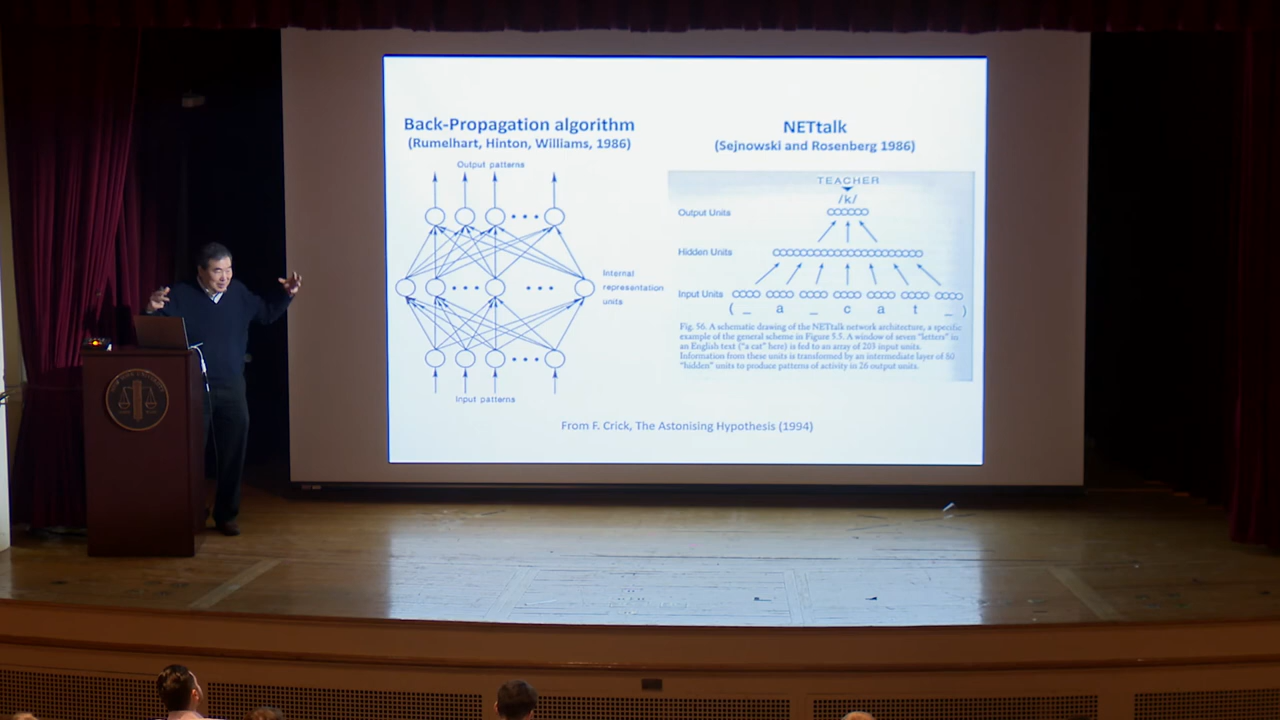 Back-Propagation algorithm
(Rumelhart, Hinton, Williams, 1986)
Output patterns
Internal
representation
units
Input patterns
NETtalk
(Sejnowski and Rosenberg 1986)
TEACHER
/k/
Output Units
Hidden Units
Input Units
( _ a _ c a t _ )
Fig. 56. A schematic drawing of the NETtalk network architecture, a specific
example of the general scheme in Figure 5.5. A window of seven "letters" in
an English text ("a cat" here) is fed to an array of 203 input units.
Information from these units is transformed by an intermediate layer of 80
"hidden" units to produce patterns of activity in 26 output units.
From F. Crick, The Astonising Hypothesis (1994)